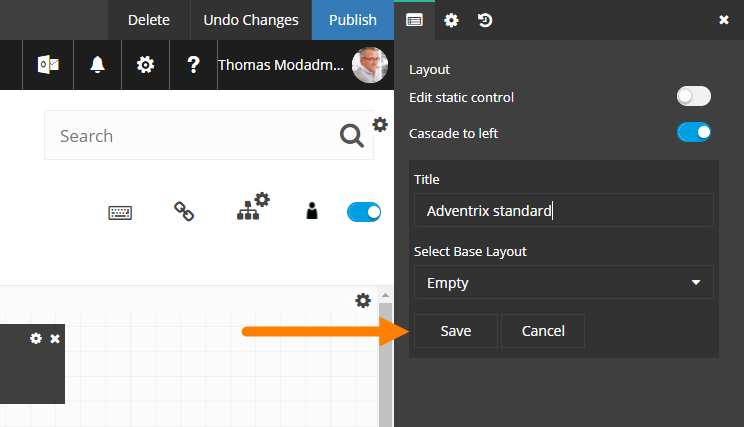 Delete
Undo Changes
Publish
?
Thomas Modadm...
Search
Layout
Edit static control
Cascade to left
Title
Adventrix standard
Select Base Layout
Empty
Save
Cancel